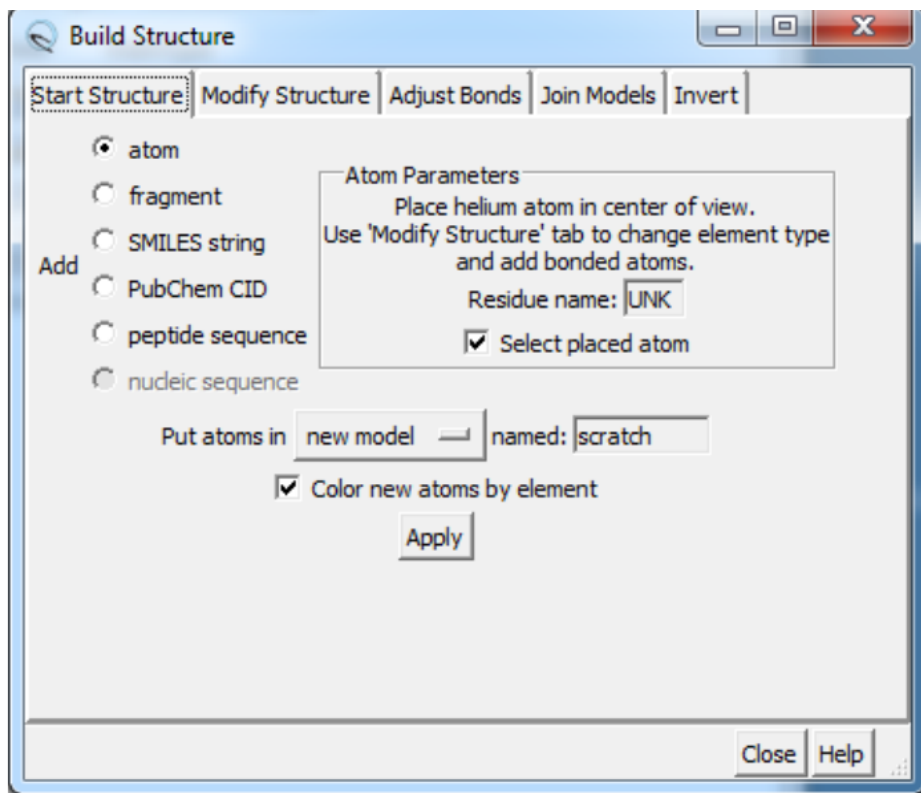 Build Structure
Start Structure Modify Structure Adjust Bonds Join Models Invert
Add
atom
fragment
SMILES string
PubChem CID
peptide sequence
nucleic sequence
Atom Parameters
Place helium atom in center of view.
Use 'Modify Structure' tab to change element type
and add bonded atoms.
Residue name: UNK
Select placed atom
Put atoms in new model named: scratch
Color new atoms by element
Apply
Close Help